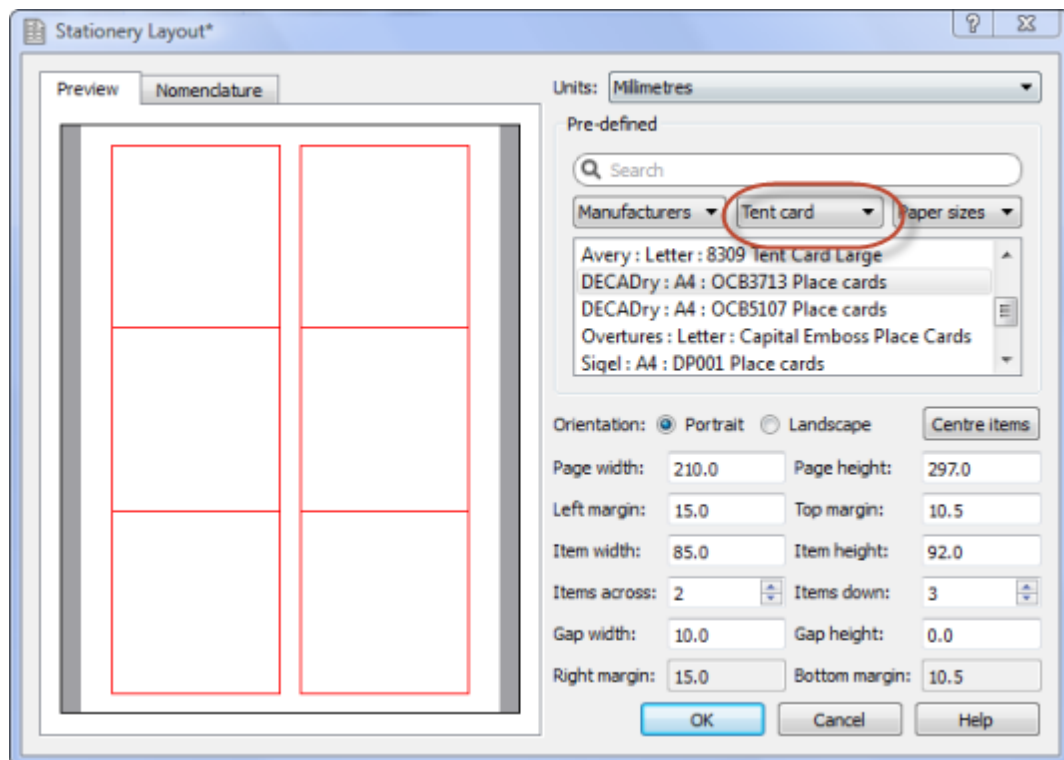 Stationery Layout*
Preview
Nomenclature
Units: Millimetres
Pre-defined
Search
Manufacturers
Tent card
Paper sizes
Avery : Letter : 8309 Tent Card Large
DECADry : A4 : OCB3713 Place cards
DECADry : A4 : OCB5107 Place cards
Overtures : Letter : Capital Emboss Place Cards
Sigel : A4 : DP001 Place cards
Orientation: Portrait Landscape Centre items
Page width: 210.0 Page height: 297.0
Left margin: 15.0 Top margin: 10.5
Item width: 85.0 Item height: 92.0
Items across: 2 Items down: 3
Gap width: 10.0 Gap height: 0.0
Right margin: 15.0 Bottom margin: 10.5
OK Cancel Help